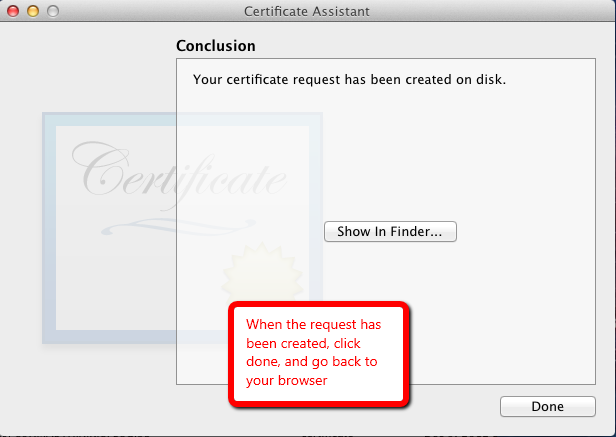 Certificate Assistant
Conclusion
Your certificate request has been created on disk.
Certificate
Show In Finder...
When the request has
been created, click
done, and go back to
your browser
Done